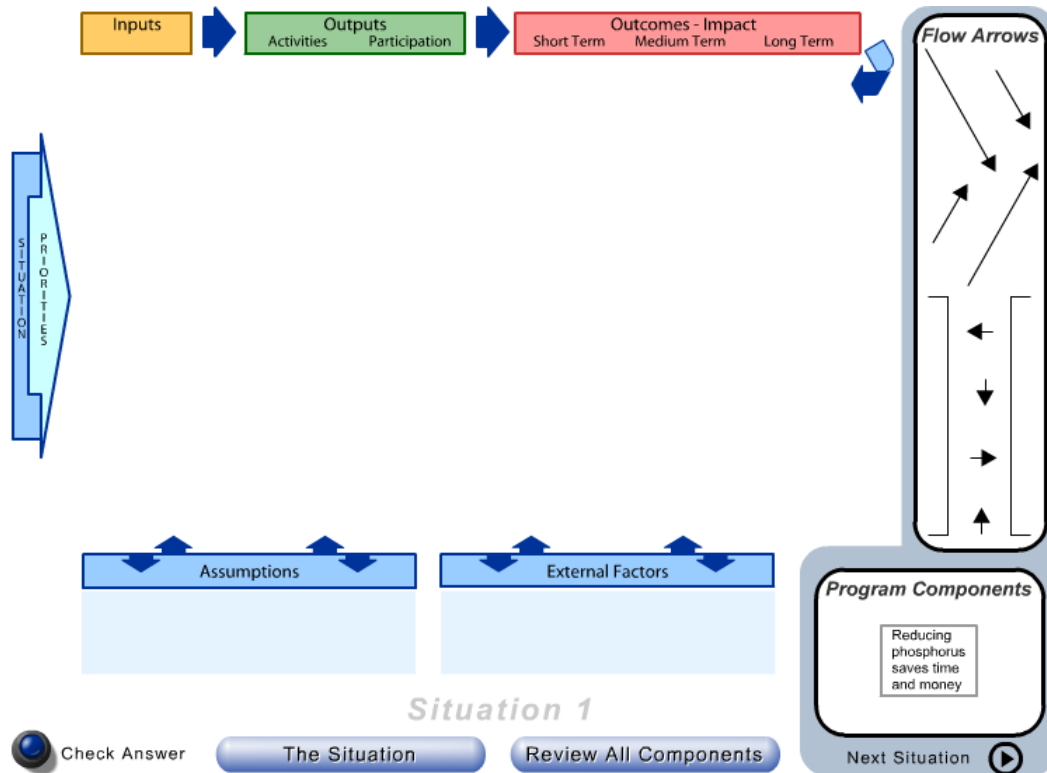 Inputs
Outputs
Activities Participation
Outcomes - Impact
Short Term Medium Term Long Term
Flow Arrows
SITUATION
PRIORITIES
Assumptions
External Factors
Program Components
Reducing
phosphorus
saves time
and money
Situation 1
Check Answer
The Situation
Review All Components
Next Situation